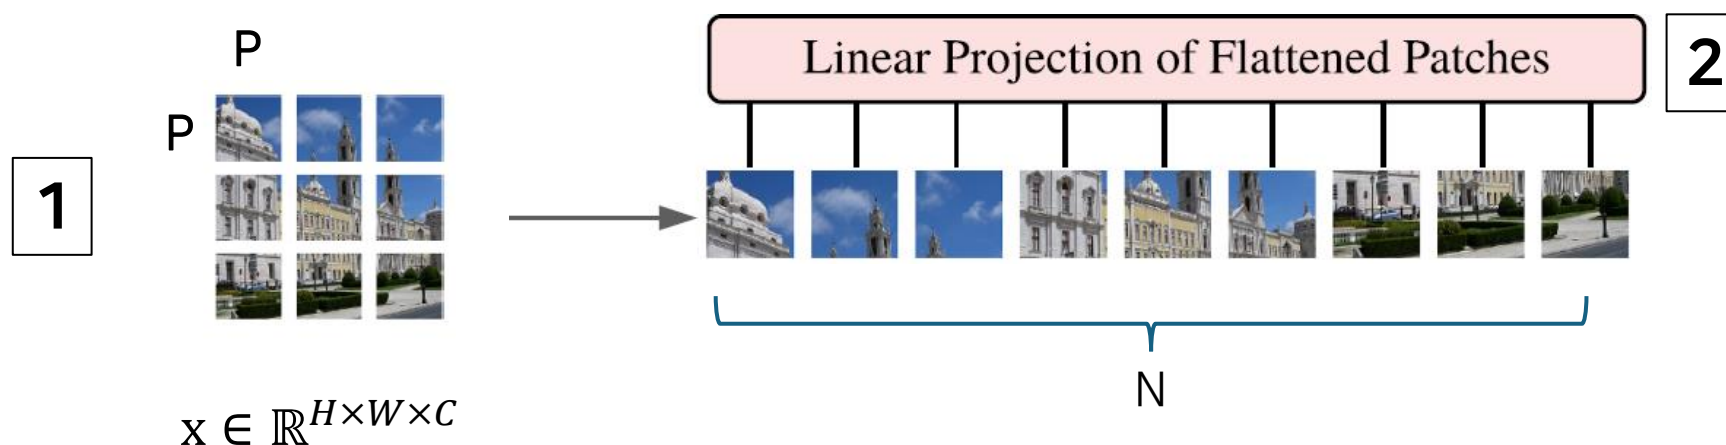 P
P
1
Linear Projection of Flattened Patches
2
N
x ∈ ℝ^{H×W×C}